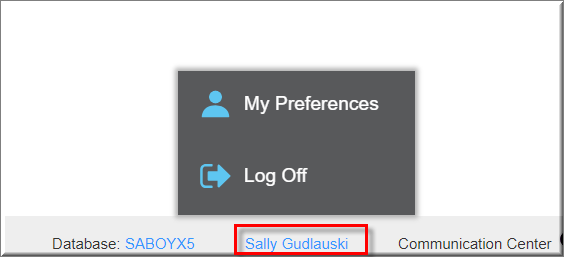 My Preferences
Log Off
Database: SABOYX5 Sally Gudlauski Communication Center